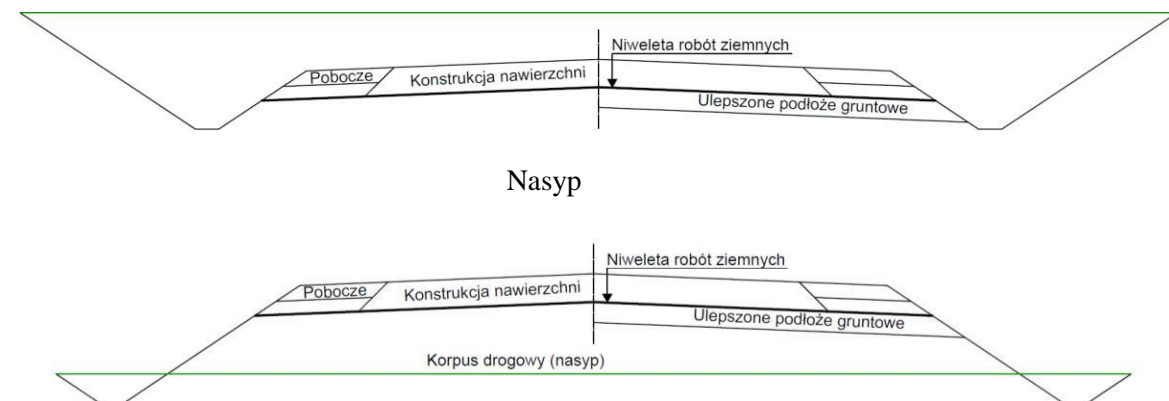 Niweleta robót ziemnych
Pobocze
Konstrukcja nawierzchni
Ulepszone podłoże gruntowe
Nasyp
Niweleta robót ziemnych
Pobocze
Konstrukcja nawierzchni
Ulepszone podłoże gruntowe
Korpus drogowy (nasyp)